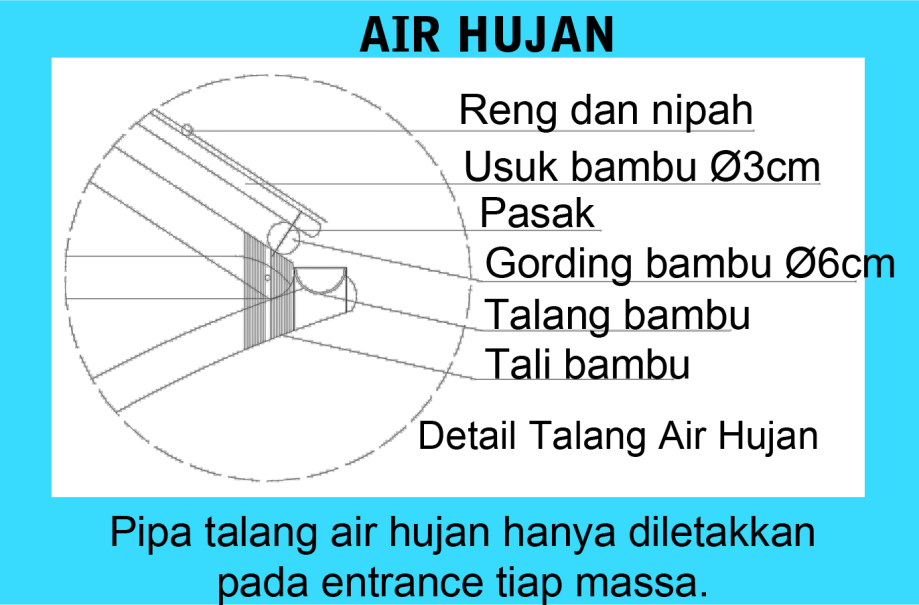 AIR HUJAN
Reng dan nipah
Usuk bambu Ø3cm
Pasak
Gording bambu Ø6cm
Talang bambu
Tali bambu
Detail Talang Air Hujan
Pipa talang air hujan hanya diletakkan
pada entrance tiap massa.